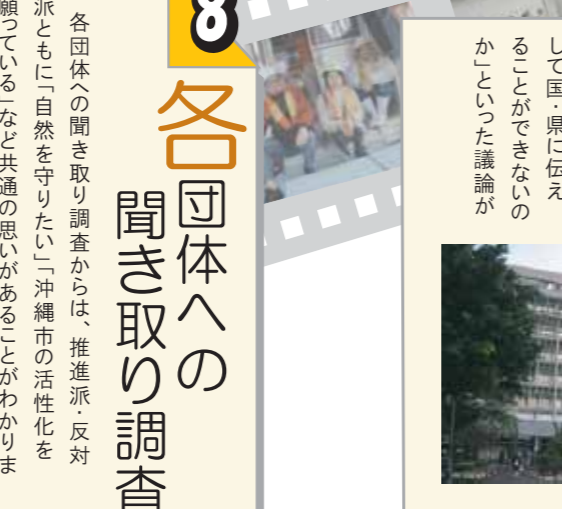 して国・県に伝え
ることができないの
か」といった議論が
8
各団体への
聞き取り調査
各団体への聞き取り調査からは、推進派・反対
派ともに「自然を守りたい」「沖縄市の活性化を
願っている」など共通の思いがあることがわかりま